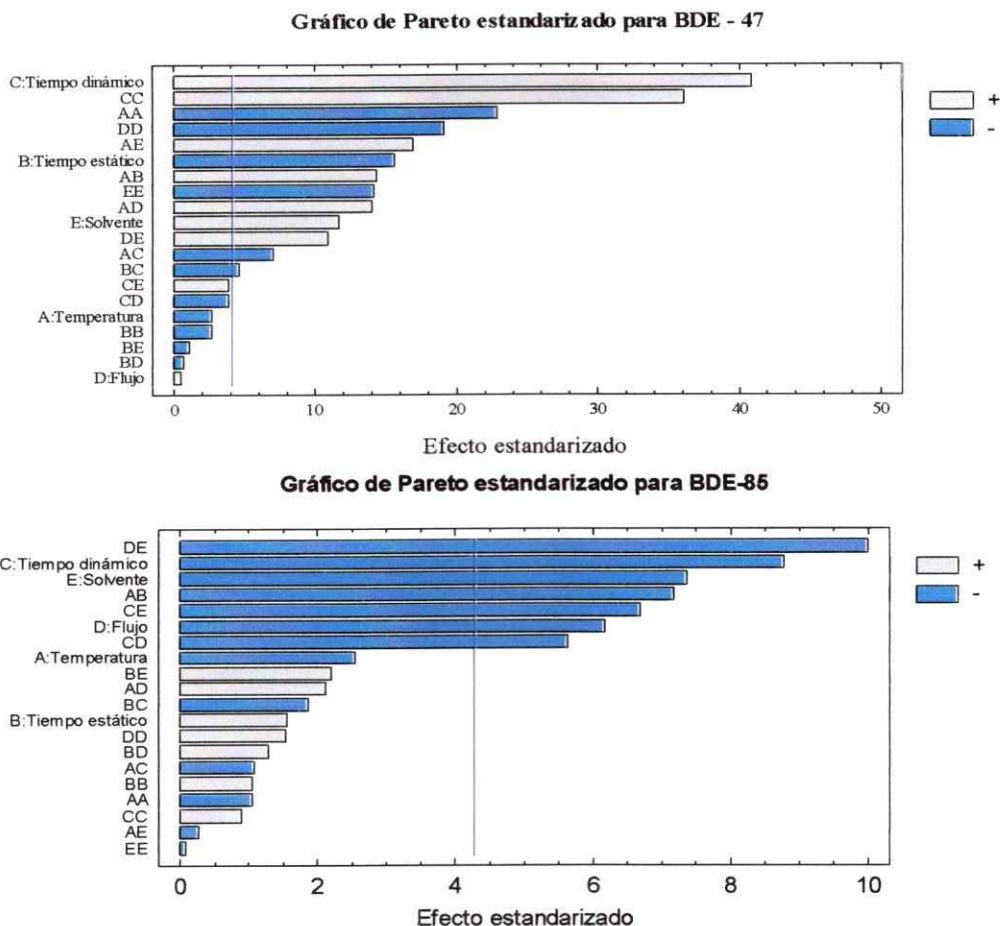 Gráfico de Pareto estandarizado para BDE - 47
C:Tiempo dinámico
CC
AA
DD
AE
B:Tiempo estático
AB
EE
AD
E:Solvente
DE
AC
BC
CE
CD
A:Temperatura
BB
BE
BD
D:Flujo
+
-
0 10 20 30 40 50
Efecto estandarizado
Gráfico de Pareto estandarizado para BDE-85
DE
C:Tiempo dinámico
E:Solvente
AB
CE
D:Flujo
CD
A:Temperatura
BE
AD
BC
B:Tiempo estático
DD
BD
AC
BB
AA
CC
AE
EE
+
-
0 2 4 6 8 10
Efecto estandarizado